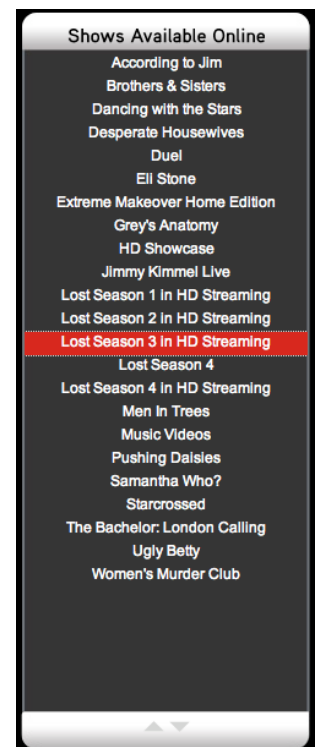 Shows Available Online
According to Jim
Brothers & Sisters
Dancing with the Stars
Desperate Housewives
Duel
Eli Stone
Extreme Makeover Home Edition
Grey's Anatomy
HD Showcase
Jimmy Kimmel Live
Lost Season 1 in HD Streaming
Lost Season 2 in HD Streaming
Lost Season 3 in HD Streaming
Lost Season 4
Lost Season 4 in HD Streaming
Men In Trees
Music Videos
Pushing Daisies
Samantha Who?
Starcrossed
The Bachelor: London Calling
Ugly Betty
Women's Murder Club